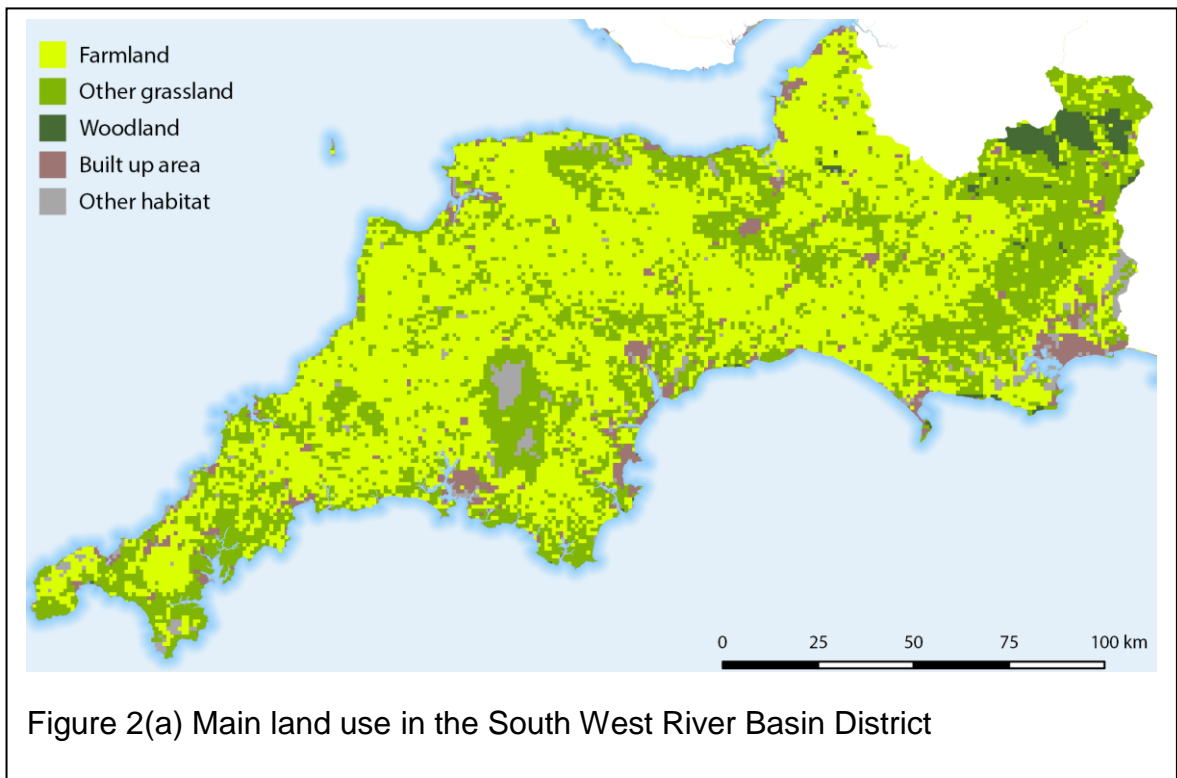 Farmland
Other grassland
Woodland
Built up area
Other habitat
0 25 50 75 100 km
Figure 2(a) Main land use in the South West River Basin District